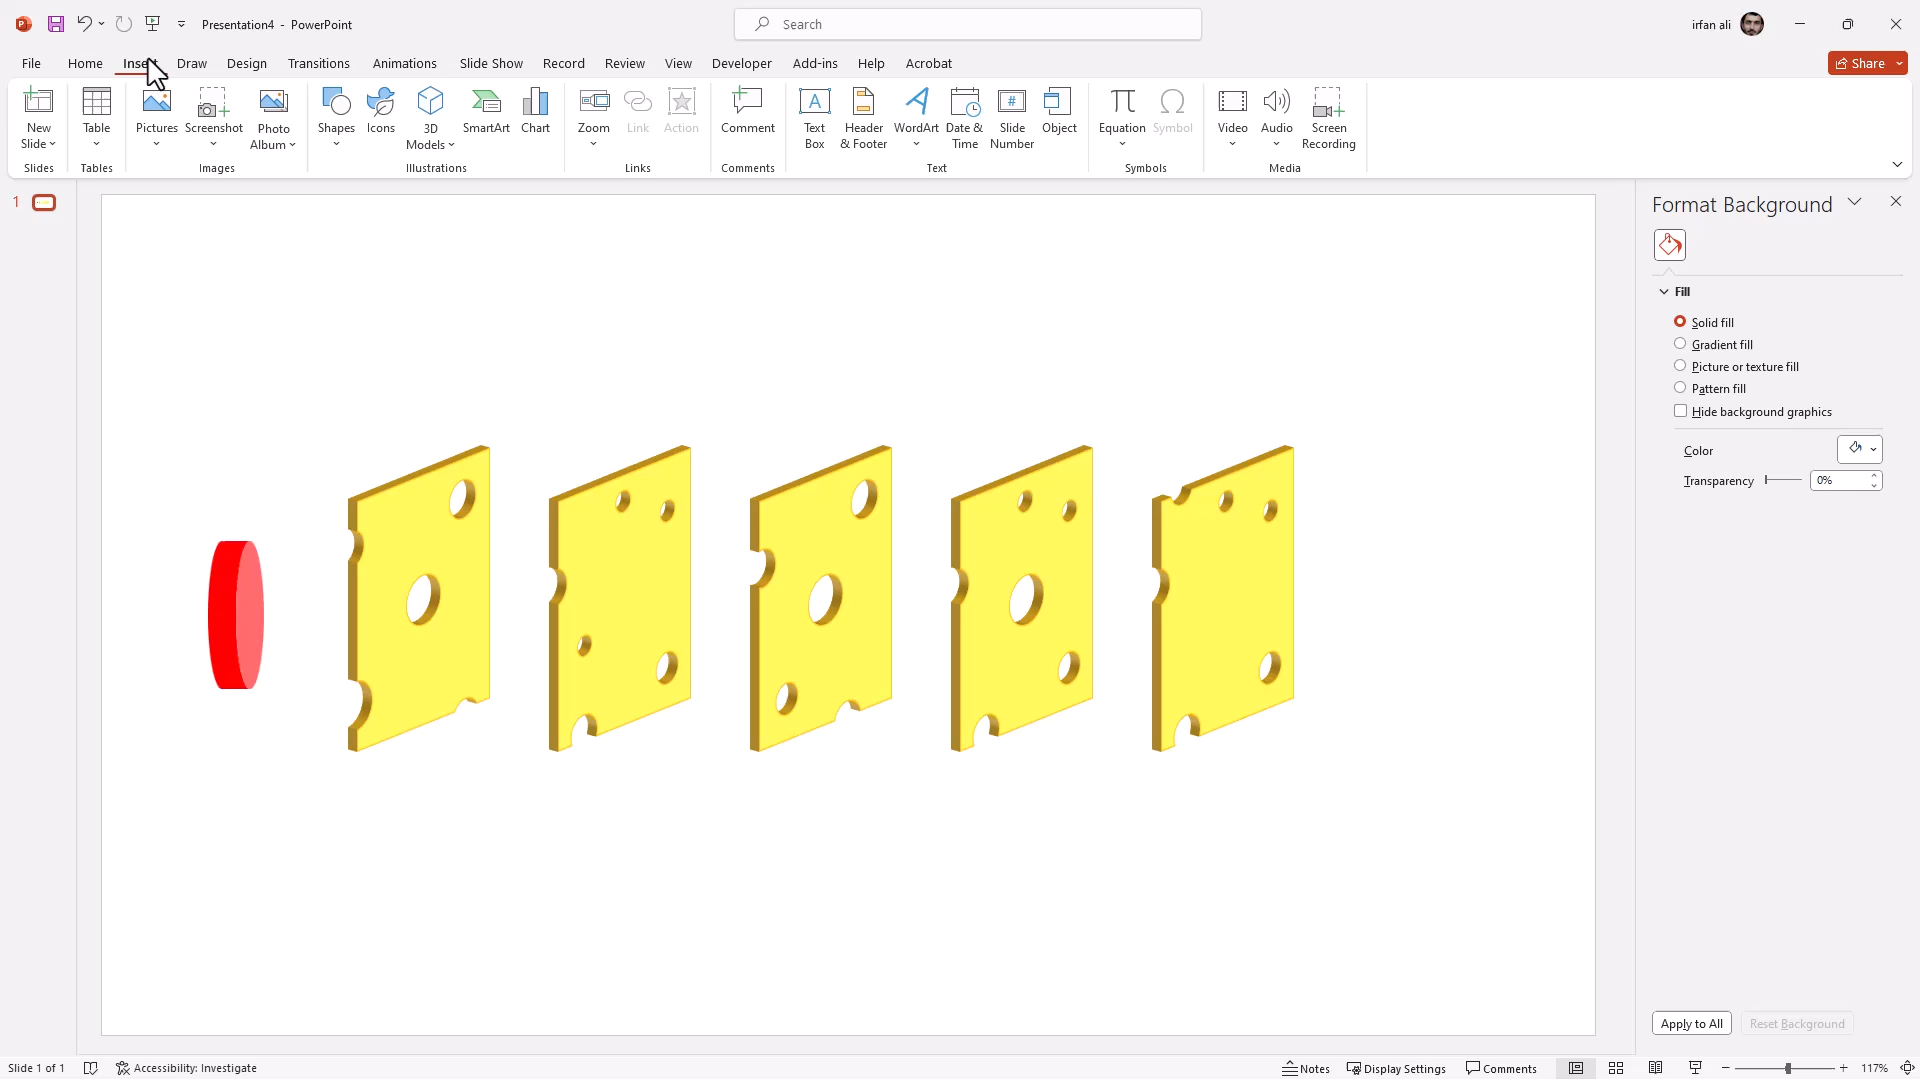 Presentation4 - PowerPoint
Search
irfan ali
File Home Insert Draw Design Transitions Animations Slide Show Record Review View Developer Add-ins Help Acrobat
Share
New Slide
Table
Pictures
Screenshot
Photo Album
Shapes
Icons
3D Models
SmartArt
Chart
Zoom
Link
Action
Comment
Text Box
Header & Footer
WordArt
Date & Time
Slide Number
Object
Equation
Symbol
Video
Audio
Screen Recording
Slides Tables Images Illustrations Links Comments Text Symbols Media
1
Format Background
Fill
Solid fill
Gradient fill
Picture or texture fill
Pattern fill
Hide background graphics
Color
Transparency 0%
Apply to All Reset Background
Slide 1 of 1 Accessibility: Investigate Notes Display Settings Comments 117%